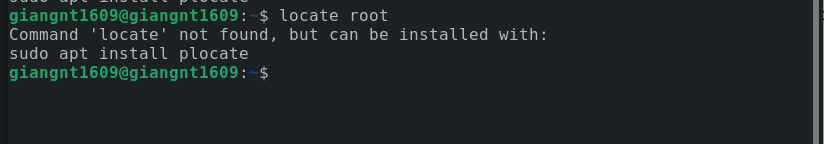 sudo apt install plocate
giangnt1609@giangnt1609:~$ locate root
Command 'locate' not found, but can be installed with:
sudo apt install plocate
giangnt1609@giangnt1609:~$